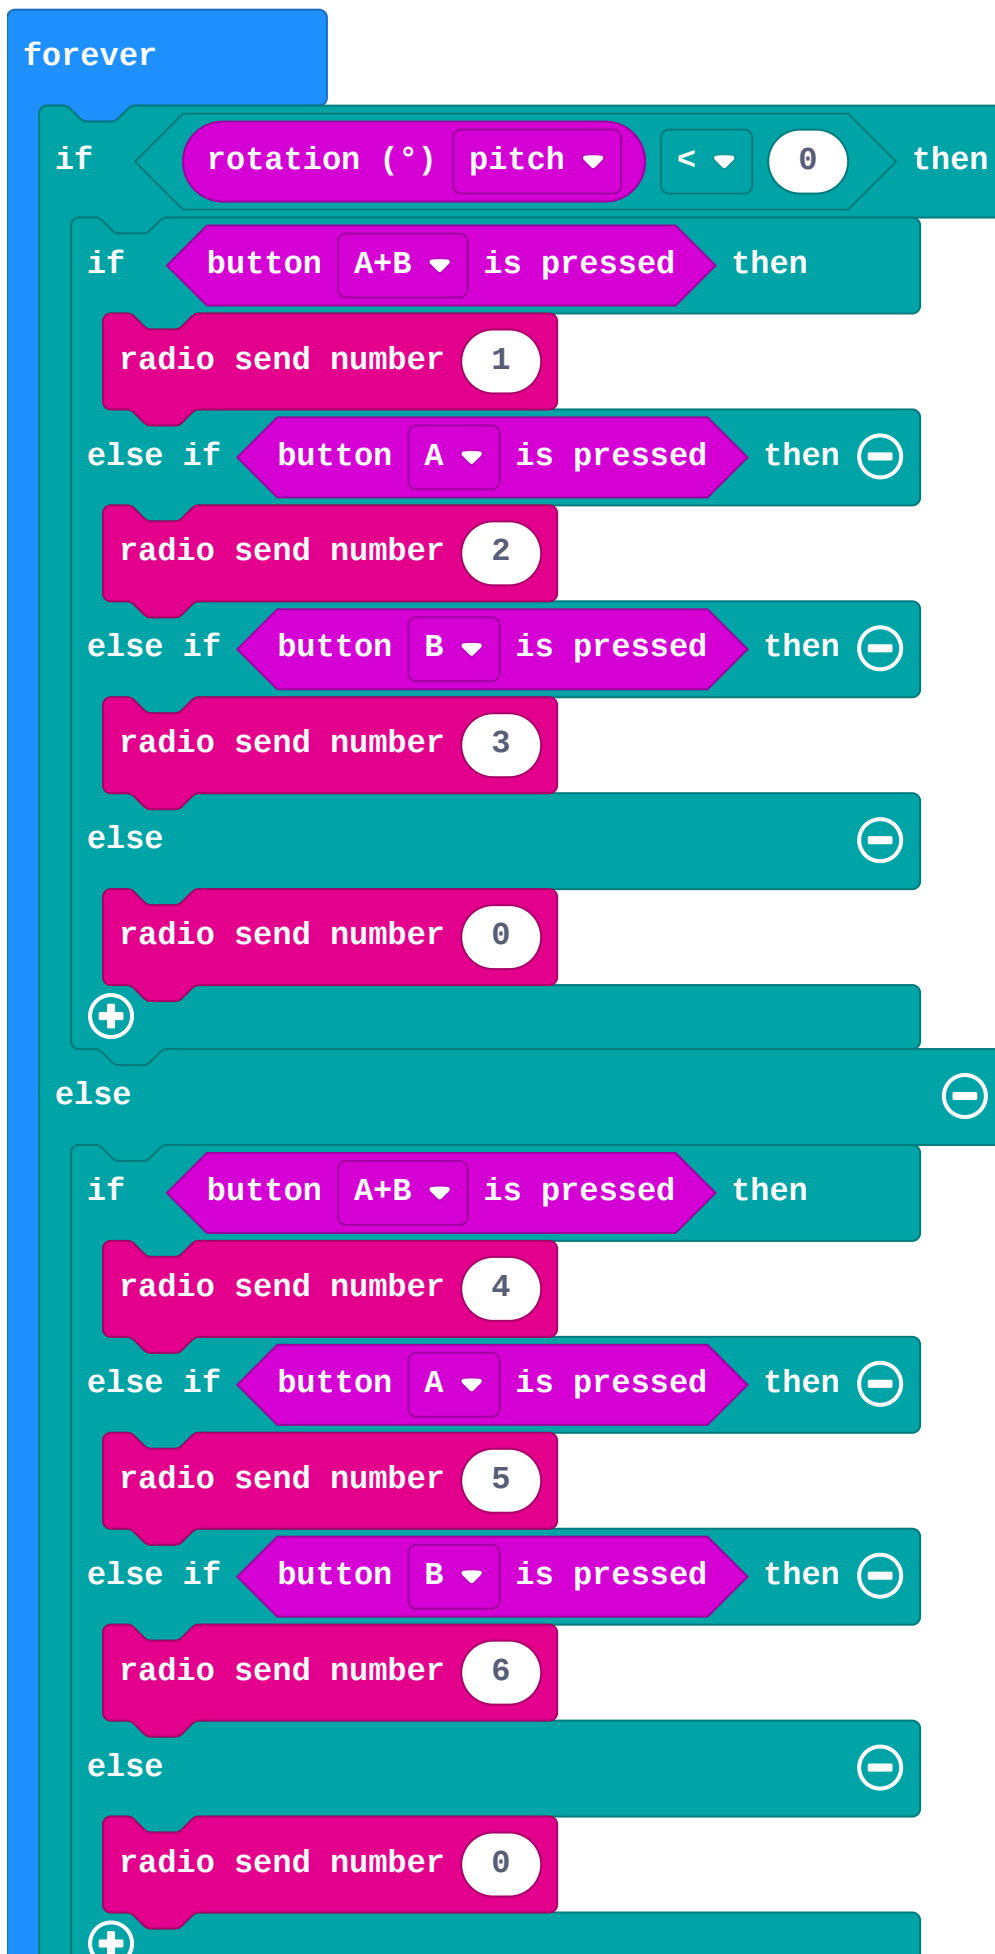 forever
if rotation (°) pitch < 0 then
if button A+B is pressed then
radio send number 1
else if button A is pressed then
radio send number 2
else if button B is pressed then
radio send number 3
else
radio send number 0
else
if button A+B is pressed then
radio send number 4
else if button A is pressed then
radio send number 5
else if button B is pressed then
radio send number 6
else
radio send number 0